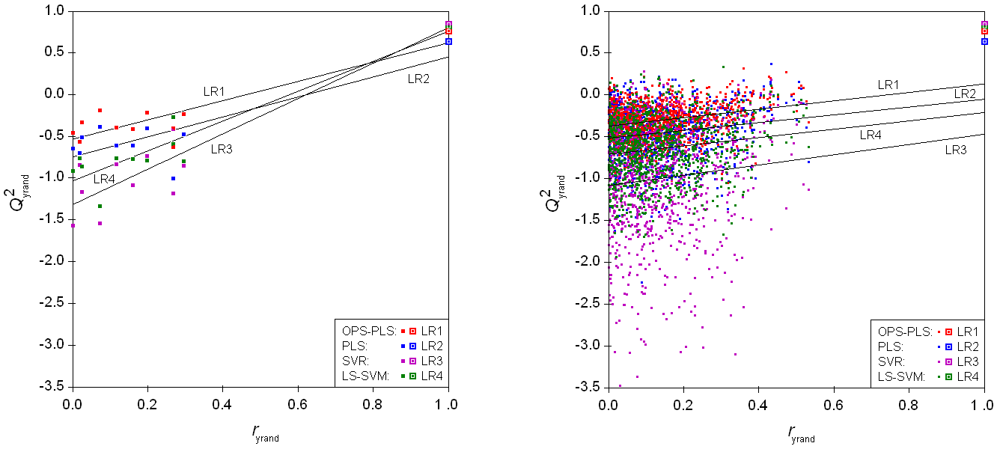 1.0
0.5
0.0
-0.5
-1.0
-1.5
-2.0
-2.5
-3.0
-3.5
Q²yrand
LR1
LR2
LR3
LR4
OPS-PLS: LR1
PLS: LR2
SVR: LR3
LS-SVM: LR4
0.0 0.2 0.4 0.6 0.8 1.0
ryrand
1.0
0.5
0.0
-0.5
-1.0
-1.5
-2.0
-2.5
-3.0
-3.5
Q²yrand
LR1
LR2
LR4
LR3
OPS-PLS: LR1
PLS: LR2
SVR: LR3
LS-SVM: LR4
0.0 0.2 0.4 0.6 0.8 1.0
ryrand